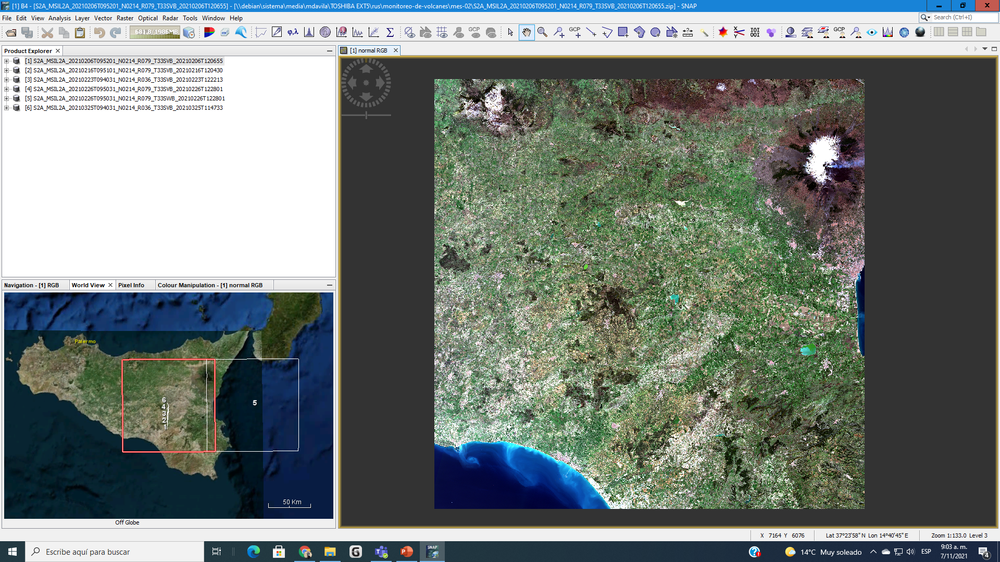 [1] B4 - [S2A_MSIL2A_20210206T095201_N0214_R079_T33SVB_20210206T120655] - [\\debian\sistema\media\mdavila\TOSHIBA EXT5\rus\monitoreo-de-volcanes\mes-02\S2A_MSIL2A_20210206T095201_N0214_R079_T33SVB_20210206T120655.zip] - SNAP
File Edit View Analysis Layer Vector Raster Optical Radar Tools Window Help
Search (Ctrl+I)
681,8/1986MB
φ,λ
Σ
GCP
GCP
GCP
Product Explorer
[1] normal RGB
[1] S2A_MSIL2A_20210206T095201_N0214_R079_T33SVB_20210206T120655
[2] S2A_MSIL2A_20210216T095101_N0214_R079_T33SVB_20210216T120430
[3] S2A_MSIL2A_20210223T094031_N0214_R036_T33SVB_20210223T122213
[4] S2A_MSIL2A_20210226T095031_N0214_R079_T33SVB_20210226T122801
[5] S2A_MSIL2A_20210226T095031_N0214_R079_T33SWB_20210226T122801
[6] S2A_MSIL2A_20210325T094031_N0214_R036_T33SVB_20210325T114733
Navigation - [1] RGB World View Pixel Info Colour Manipulation - [1] normal RGB
Palermo
6
4
3
2
1
5
50 Km
Off Globe
X 7164 Y 6076 Lat 37°23'58" N Lon 14°40'45" E Zoom 1:133.0 Level 3
Escribe aquí para buscar
SNAP
14°C Muy soleado
ESP
9:03 a. m.
7/11/2021
4